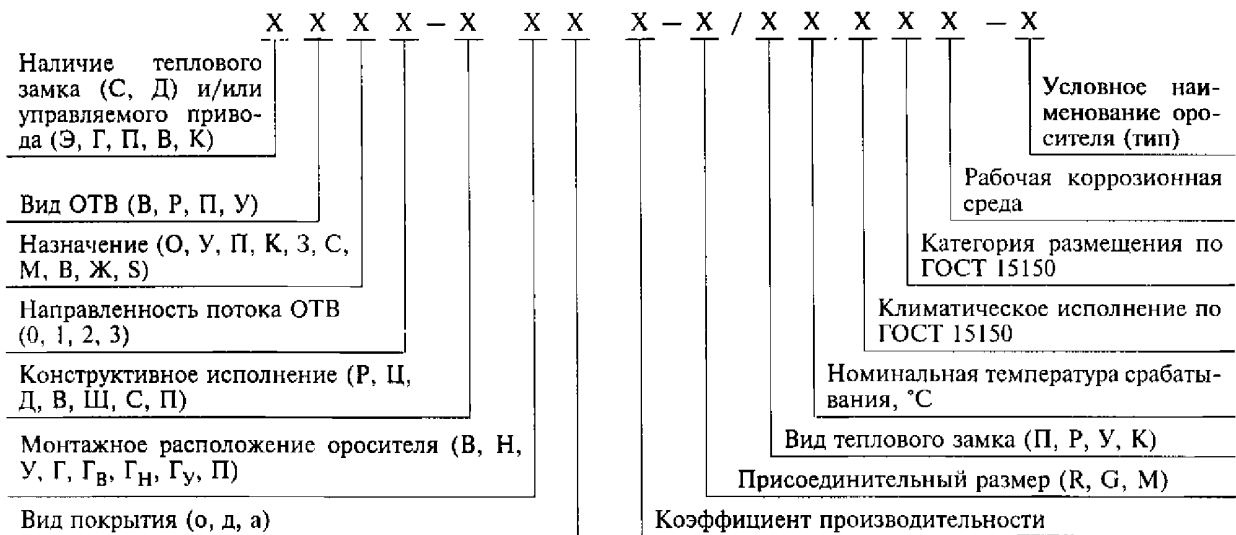 X X X X – X X X X – X / X X . X X X – X
Наличие теплового
замка (С, Д) и/или
управляемого приво-
да (Э, Г, П, В, К)
Вид ОТВ (В, Р, П, У)
Назначение (О, У, П, К, З, С,
М, В, Ж, S)
Направленность потока ОТВ
(0, 1, 2, 3)
Конструктивное исполнение (Р, Ц,
Д, В, Щ, С, П)
Монтажное расположение оросителя (В, Н,
У, Г, ГВ, ГН, ГУ, П)
Вид покрытия (о, д, а)
Условное наи-
менование оро-
сителя (тип)
Рабочая коррозионная
среда
Категория размещения по
ГОСТ 15150
Климатическое исполнение по
ГОСТ 15150
Номинальная температура срабаты-
вания, °С
Вид теплового замка (П, Р, У, К)
Присоединительный размер (R, G, M)
Коэффициент производительности